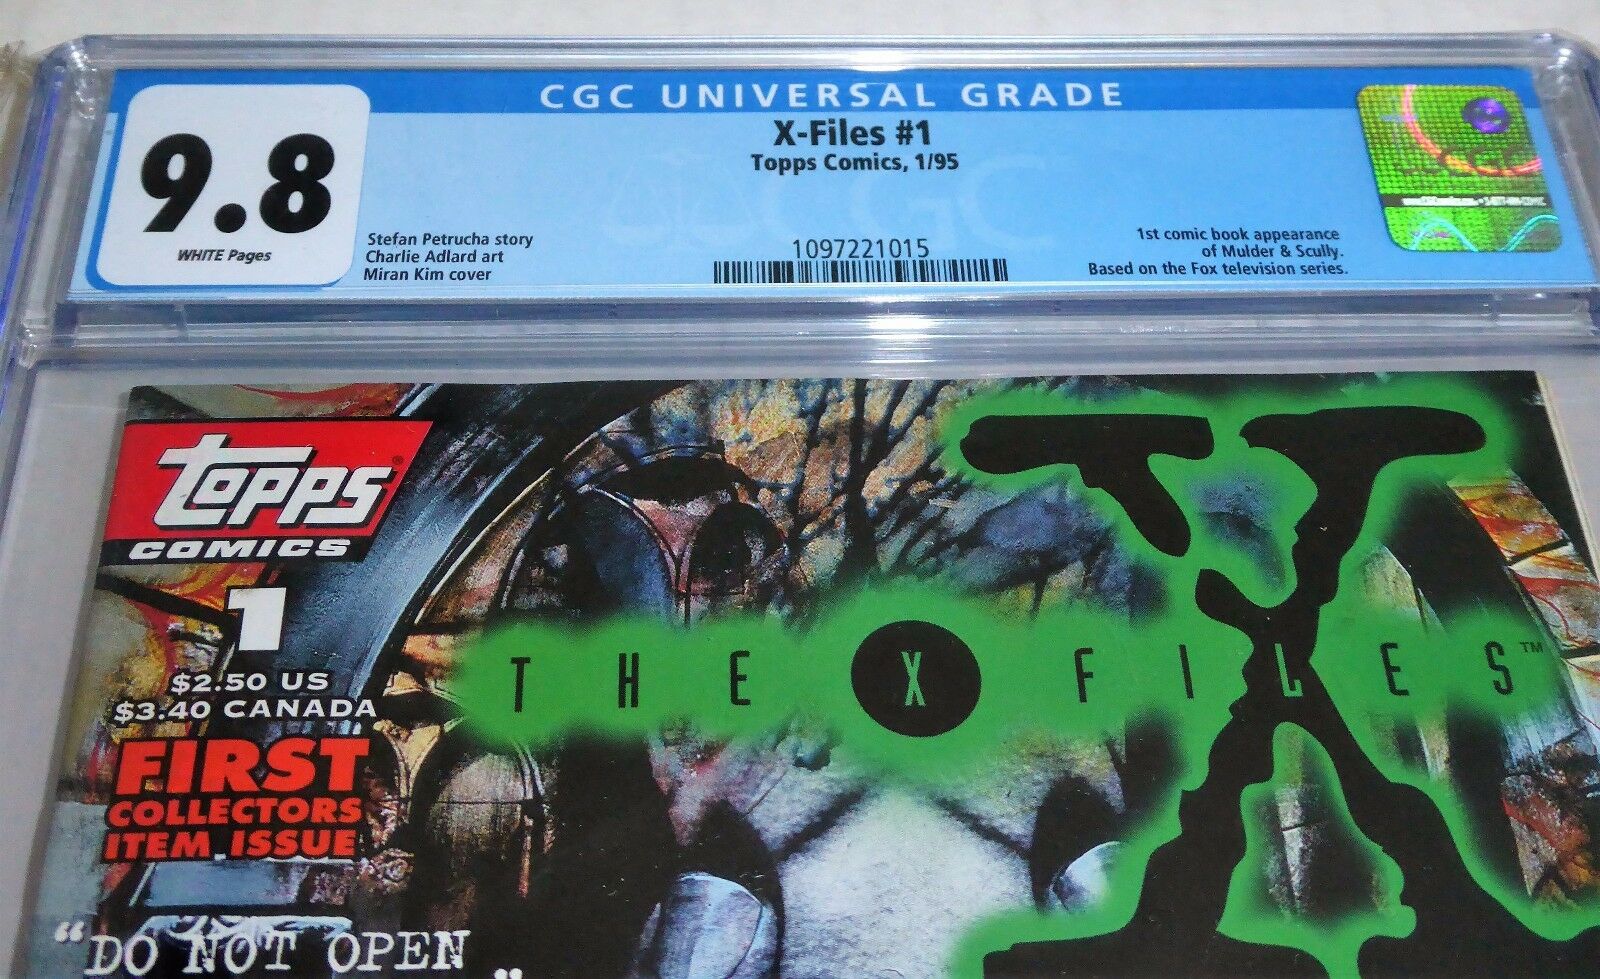 CGC UNIVERSAL GRADE
9.8
WHITE Pages
X-Files #1
Topps Comics, 1/95
Stefan Petrucha story
Charlie Adlard art
Miran Kim cover
1097221015
1st comic book appearance
of Mulder & Scully.
Based on the Fox television series.
CGC
Topps®
COMICS
1
$2.50 US
$3.40 CANADA
FIRST
COLLECTORS
ITEM ISSUE
THE X FILES™
"DO NOT OPEN